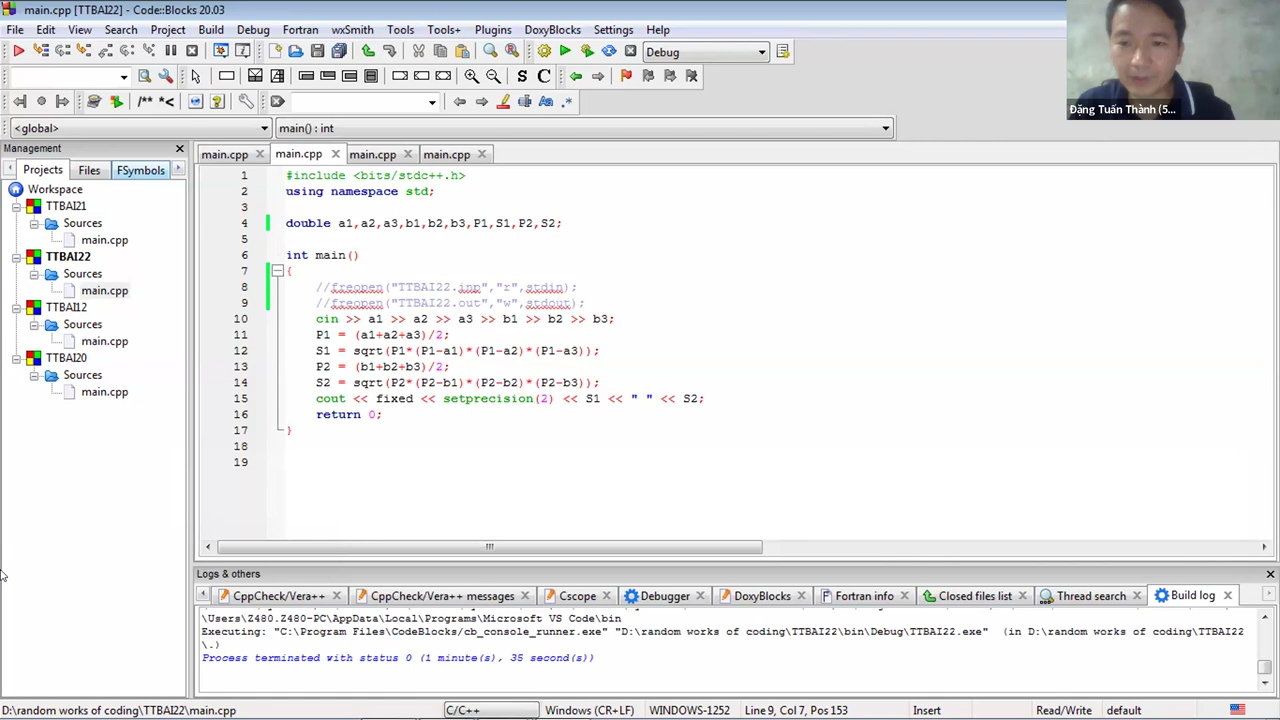 main.cpp [TTBAI22] - Code::Blocks 20.03
File Edit View Search Project Build Debug Fortran wxSmith Tools Tools+ Plugins DoxyBlocks Settings Help
Debug
S C
/** *< Aa .*
<global> main() : int
Đặng Tuấn Thành (5...
Management
Projects Files FSymbols
Workspace
TTBAI21
Sources
main.cpp
TTBAI22
Sources
main.cpp
TTBAI12
Sources
main.cpp
TTBAI20
Sources
main.cpp
main.cpp main.cpp main.cpp main.cpp
1 #include <bits/stdc++.h>
2 using namespace std;
3
4 double a1,a2,a3,b1,b2,b3,P1,S1,P2,S2;
5
6 int main()
7 {
8 //freopen("TTBAI22.inp","r",stdin);
9 //freopen("TTBAI22.out","w",stdout);
10 cin >> a1 >> a2 >> a3 >> b1 >> b2 >> b3;
11 P1 = (a1+a2+a3)/2;
12 S1 = sqrt(P1*(P1-a1)*(P1-a2)*(P1-a3));
13 P2 = (b1+b2+b3)/2;
14 S2 = sqrt(P2*(P2-b1)*(P2-b2)*(P2-b3));
15 cout << fixed << setprecision(2) << S1 << " " << S2;
16 return 0;
17 }
18
19
Logs & others
CppCheck/Vera++ CppCheck/Vera++ messages Cscope Debugger DoxyBlocks Fortran info Closed files list Thread search Build log
\Users\Z480.Z480-PC\AppData\Local\Programs\Microsoft VS Code\bin
Executing: "C:\Program Files\CodeBlocks/cb_console_runner.exe" "D:\random works of coding\TTBAI22\bin\Debug\TTBAI22.exe" (in D:\random works of coding\TTBAI22
\.)
Process terminated with status 0 (1 minute(s), 35 second(s))
D:\random works of coding\TTBAI22\main.cpp C/C++ Windows (CR+LF) WINDOWS-1252 Line 9, Col 7, Pos 153 Insert Read/Write default